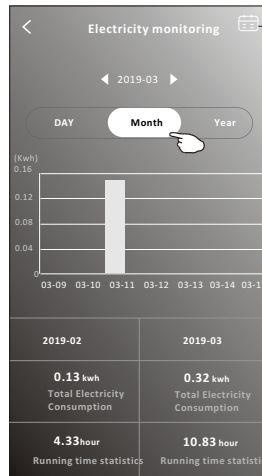 Electricity monitoring
2019-03
DAY Month Year
(Kwh)
0.16
0.12
0.08
0.04
0
03-09 03-10 03-11 03-12 03-13 03-14 03-1
2019-02 2019-03
0.13 kwh 0.32 kwh
Total Electricity Total Electricity
Consumption Consumption
4.33hour 10.83 hour
Running time statistics Running time statisti